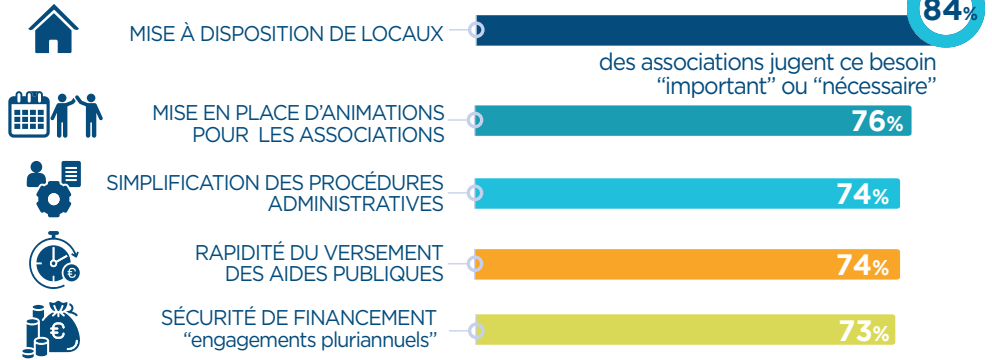 84%
MISE À DISPOSITION DE LOCAUX
des associations jugent ce besoin
“important” ou “nécessaire”
MISE EN PLACE D’ANIMATIONS
POUR LES ASSOCIATIONS
76%
SIMPLIFICATION DES PROCÉDURES
ADMINISTRATIVES
74%
RAPIDITÉ DU VERSEMENT
DES AIDES PUBLIQUES
74%
SÉCURITÉ DE FINANCEMENT
“engagements pluriannuels”
73%
€
€